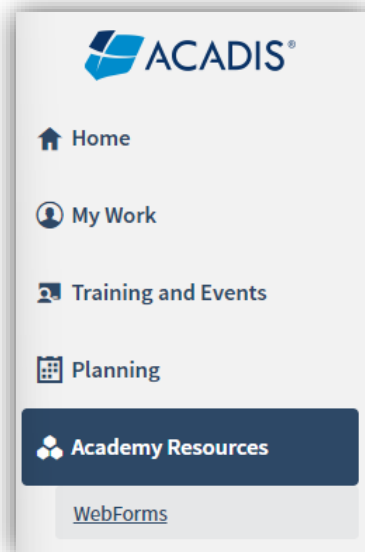 ACADIS®
Home
My Work
Training and Events
Planning
Academy Resources
WebForms